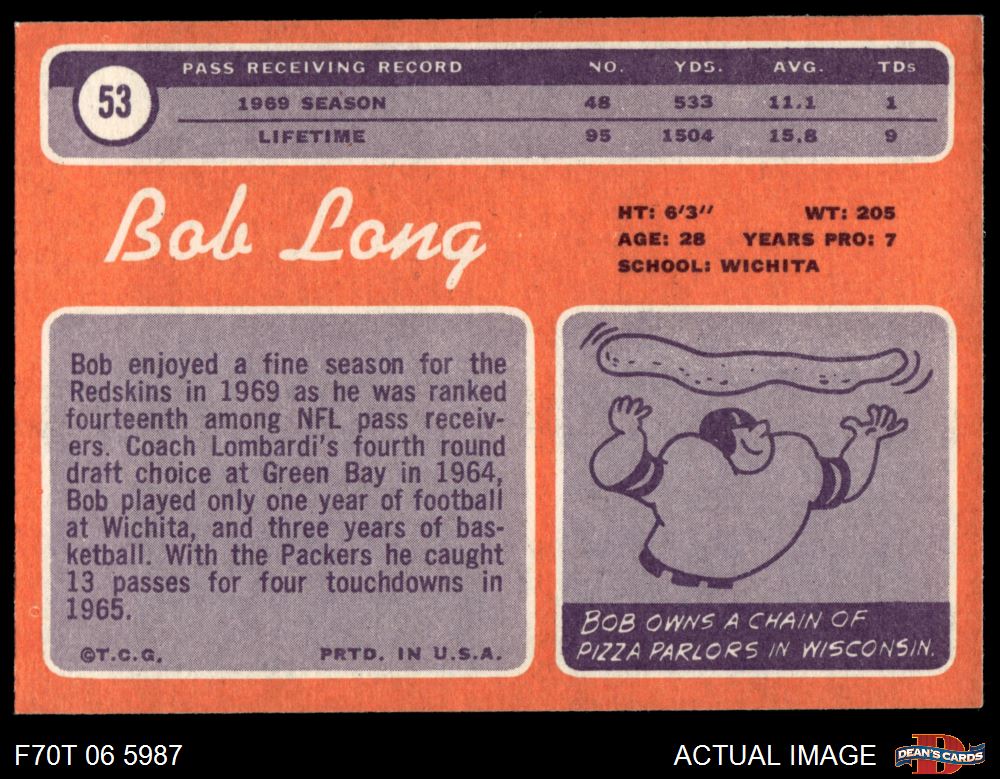 53
PASS RECEIVING RECORD NO. YDS. AVG. TDs
1969 SEASON 48 533 11.1 1
LIFETIME 95 1504 15.8 9
Bob Long
HT: 6'3" WT: 205
AGE: 28 YEARS PRO: 7
SCHOOL: WICHITA
Bob enjoyed a fine season for the
Redskins in 1969 as he was ranked
fourteenth among NFL pass receiv-
ers. Coach Lombardi's fourth round
draft choice at Green Bay in 1964,
Bob played only one year of football
at Wichita, and three years of bas-
ketball. With the Packers he caught
13 passes for four touchdowns in
1965.
©T.C.G. PRTD. IN U.S.A.
BOB OWNS A CHAIN OF
PIZZA PARLORS IN WISCONSIN.
F70T 06 5987 ACTUAL IMAGE
D
DEAN'S CARDS